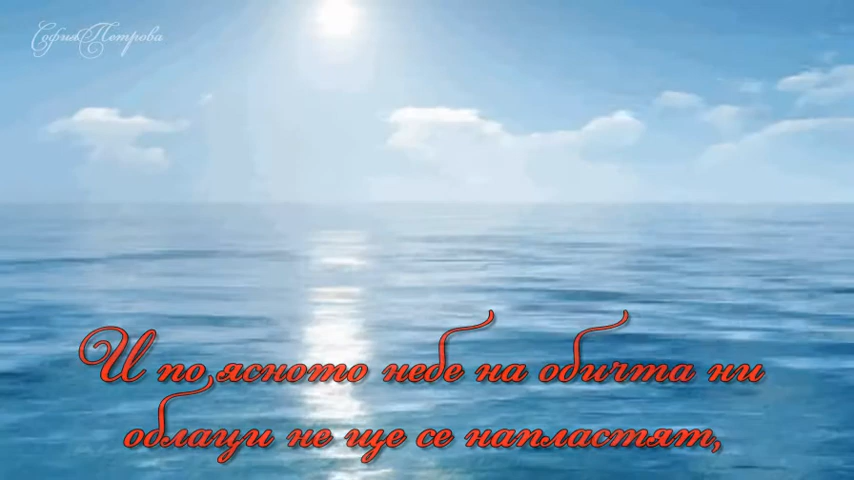 София Петрова
И по ясното небе на обичта ни
облаци не ще се напластят,